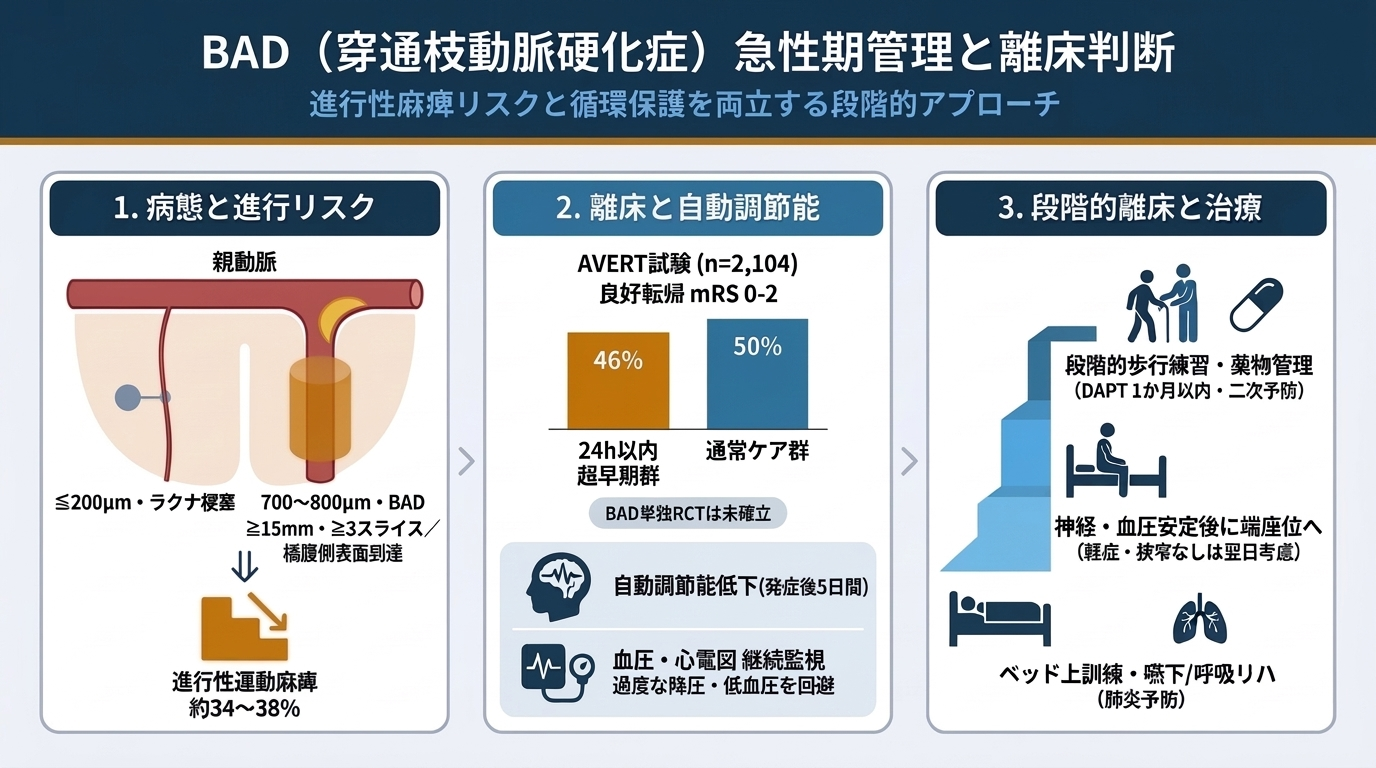 BAD（穿通枝動脈硬化症）急性期管理と離床判断
進行性麻痺リスクと循環保護を両立する段階的アプローチ
1. 病態と進行リスク
親動脈
≦200μm・ラクナ梗塞
700〜800μm・BAD
≧15mm・≧3スライス／
橋腹側表面到達
進行性運動麻痺
約34〜38%
2. 離床と自動調節能
AVERT試験 (n=2,104)
良好転帰 mRS 0-2
46%
50%
24h以内
超早期群
通常ケア群
BAD単独RCTは未確立
自動調節能低下(発症後5日間)
血圧・心電図 継続監視
過度な降圧・低血圧を回避
3. 段階的離床と治療
段階的歩行練習・薬物管理
（DAPT 1か月以内・二次予防）
神経・血圧安定後に端座位へ
（軽症・狭窄なしは翌日考慮）
ベッド上訓練・嚥下/呼吸リハ
（肺炎予防）